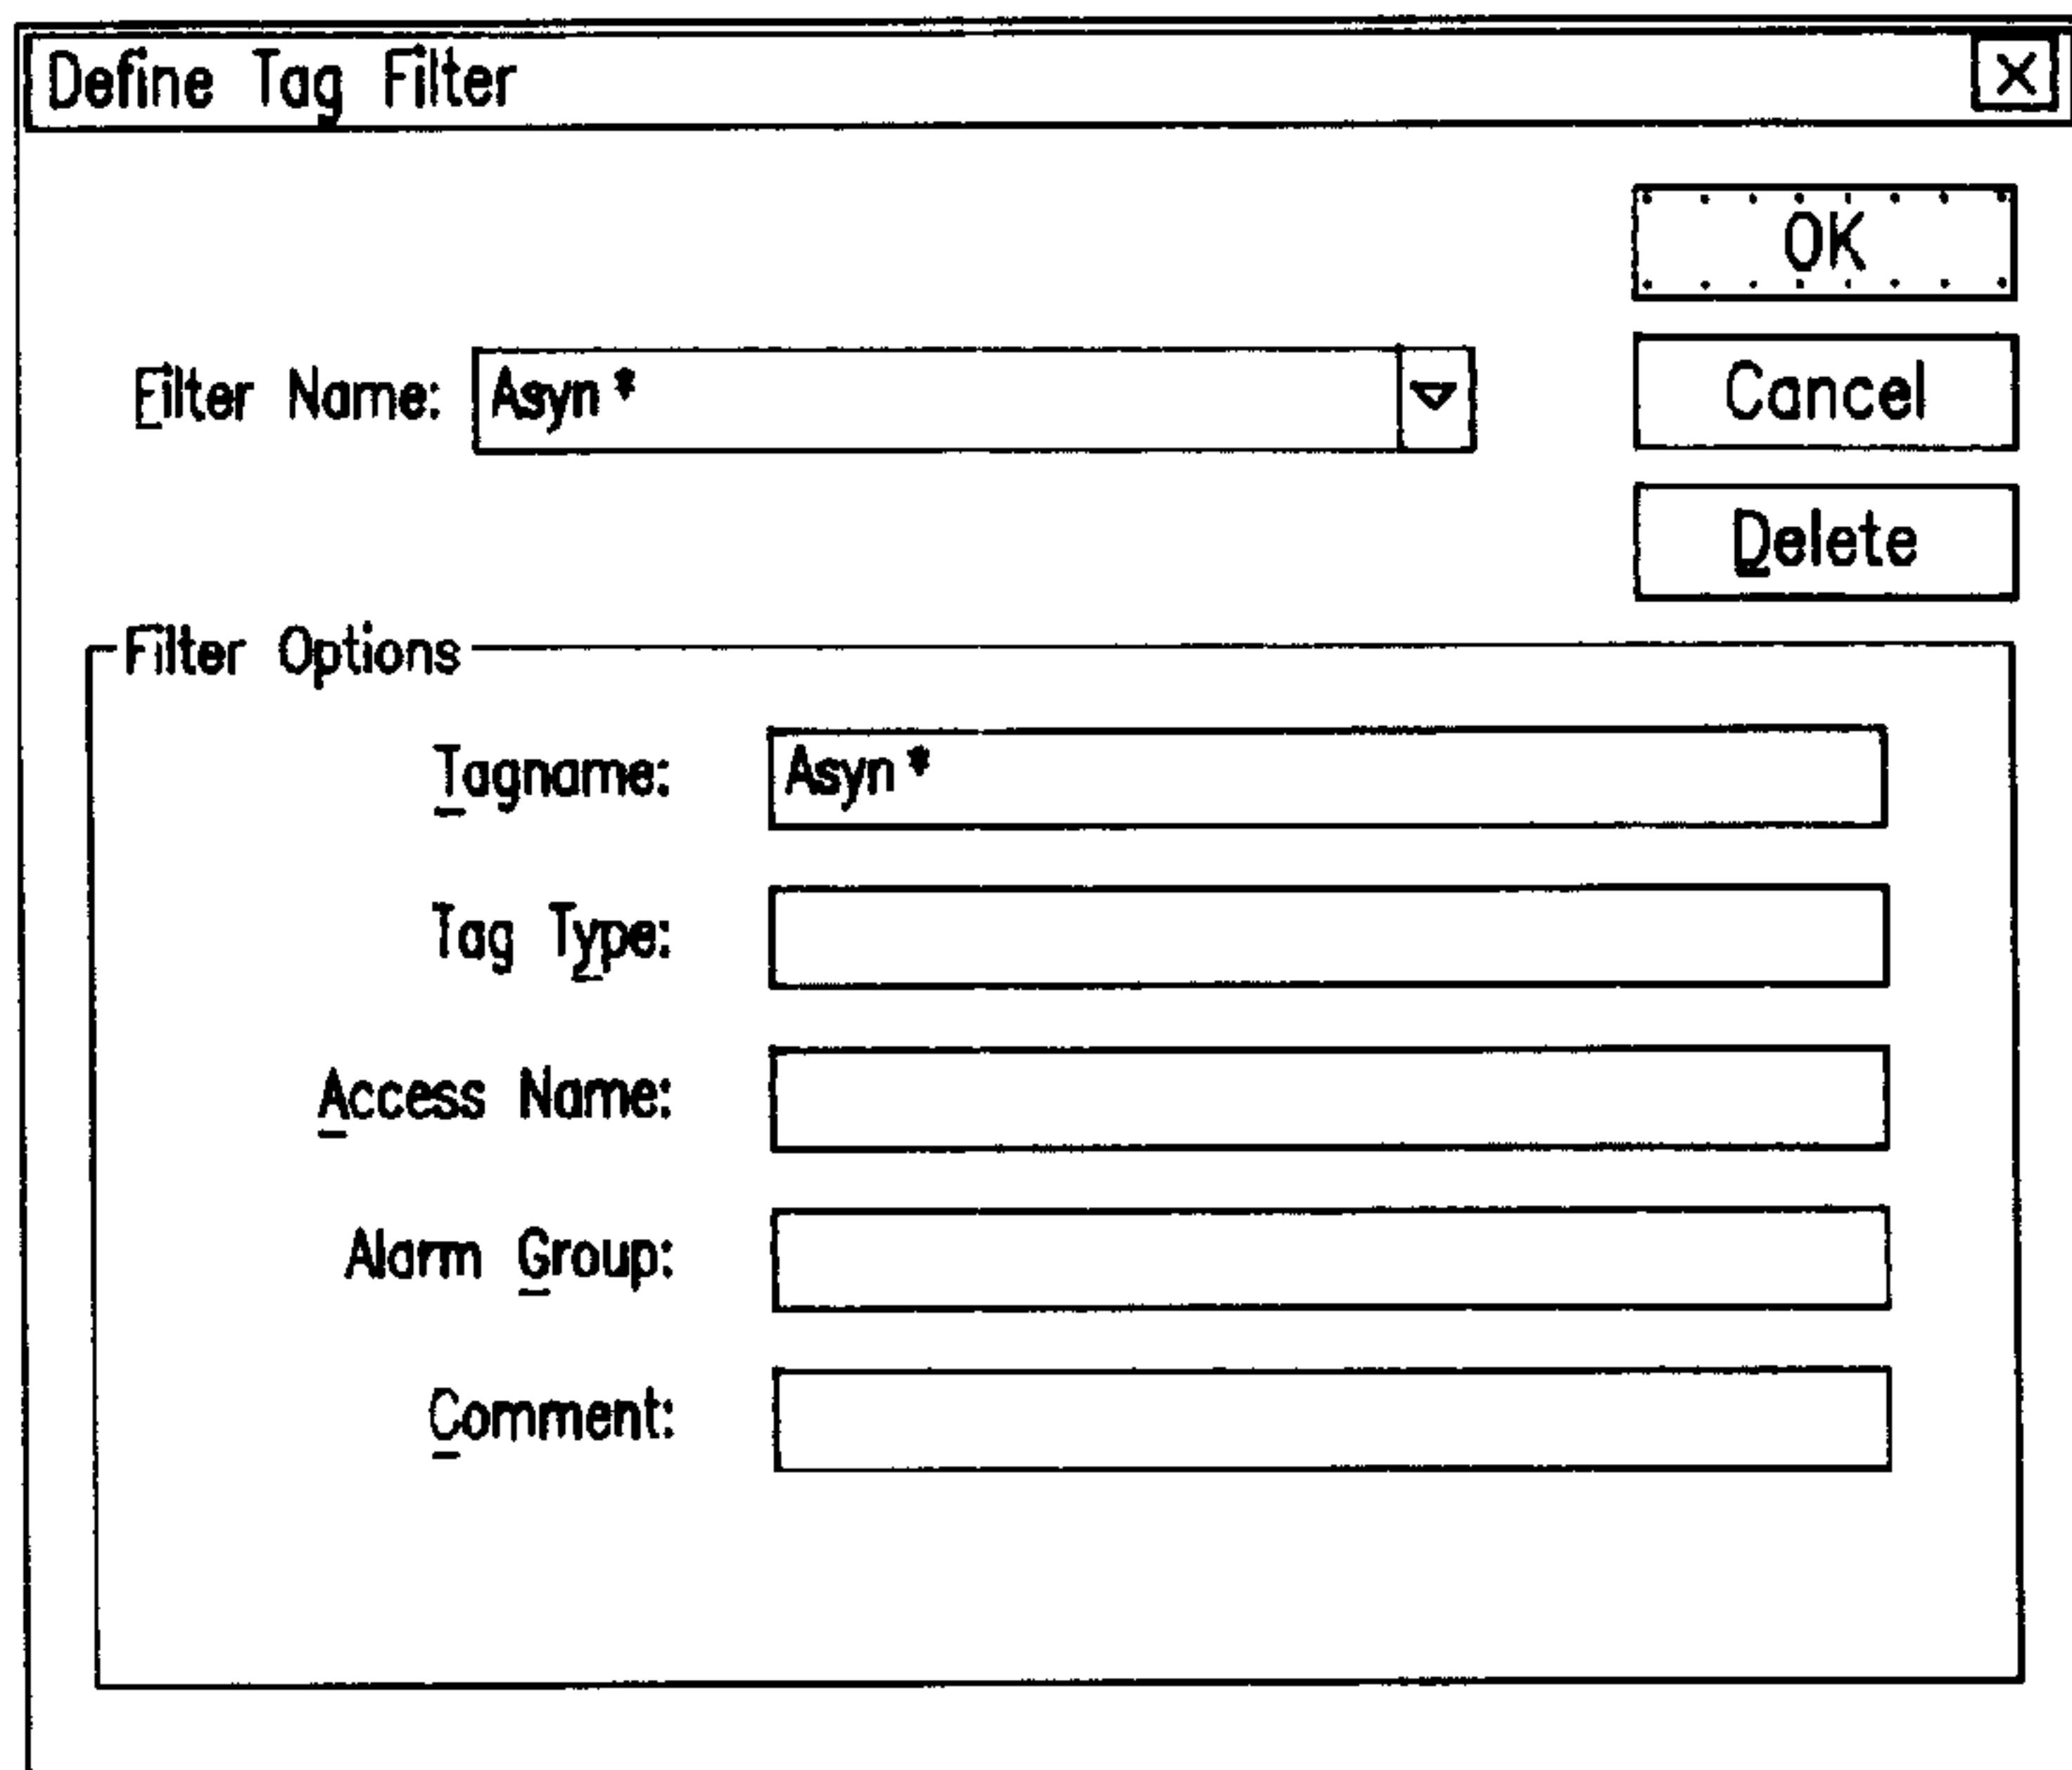 Define Tag Filter
OK
Filter Name: Asyn*
Cancel
Delete
Filter Options
Tagname: Asyn*
Tag Type:
Access Name:
Alarm Group:
Comment: